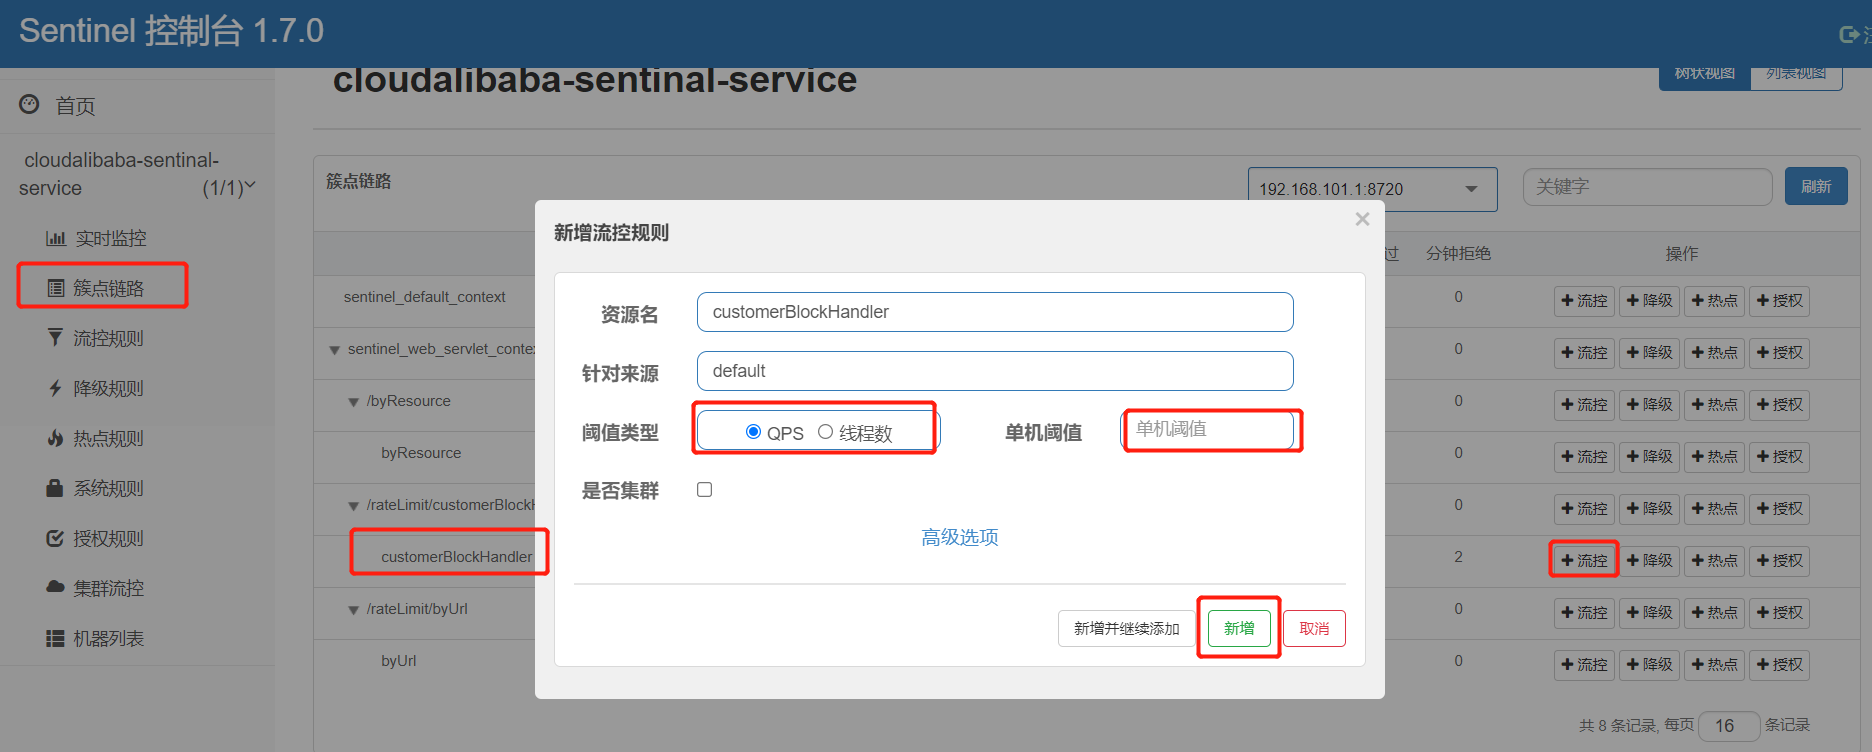 Sentinel 控制台 1.7.0
cloudalibaba-sentinal-service
树状视图 列表视图
首页
cloudalibaba-sentinal-
service (1/1)
实时监控
簇点链路
流控规则
降级规则
热点规则
系统规则
授权规则
集群流控
机器列表
簇点链路 192.168.101.1:8720 关键字 刷新
过 分钟拒绝 操作
sentinel_default_context 0 流控 降级 热点 授权
sentinel_web_servlet_conte 0 流控 降级 热点 授权
/byResource 0 流控 降级 热点 授权
byResource 0 流控 降级 热点 授权
/rateLimit/customerBlockH 0 流控 降级 热点 授权
customerBlockHandler 2 流控 降级 热点 授权
/rateLimit/byUrl 0 流控 降级 热点 授权
byUrl 0 流控 降级 热点 授权
共 8 条记录, 每页 16 条记录
新增流控规则 ×
资源名 customerBlockHandler
针对来源 default
阈值类型 QPS 线程数 单机阈值 单机阈值
是否集群
高级选项
新增并继续添加 新增 取消